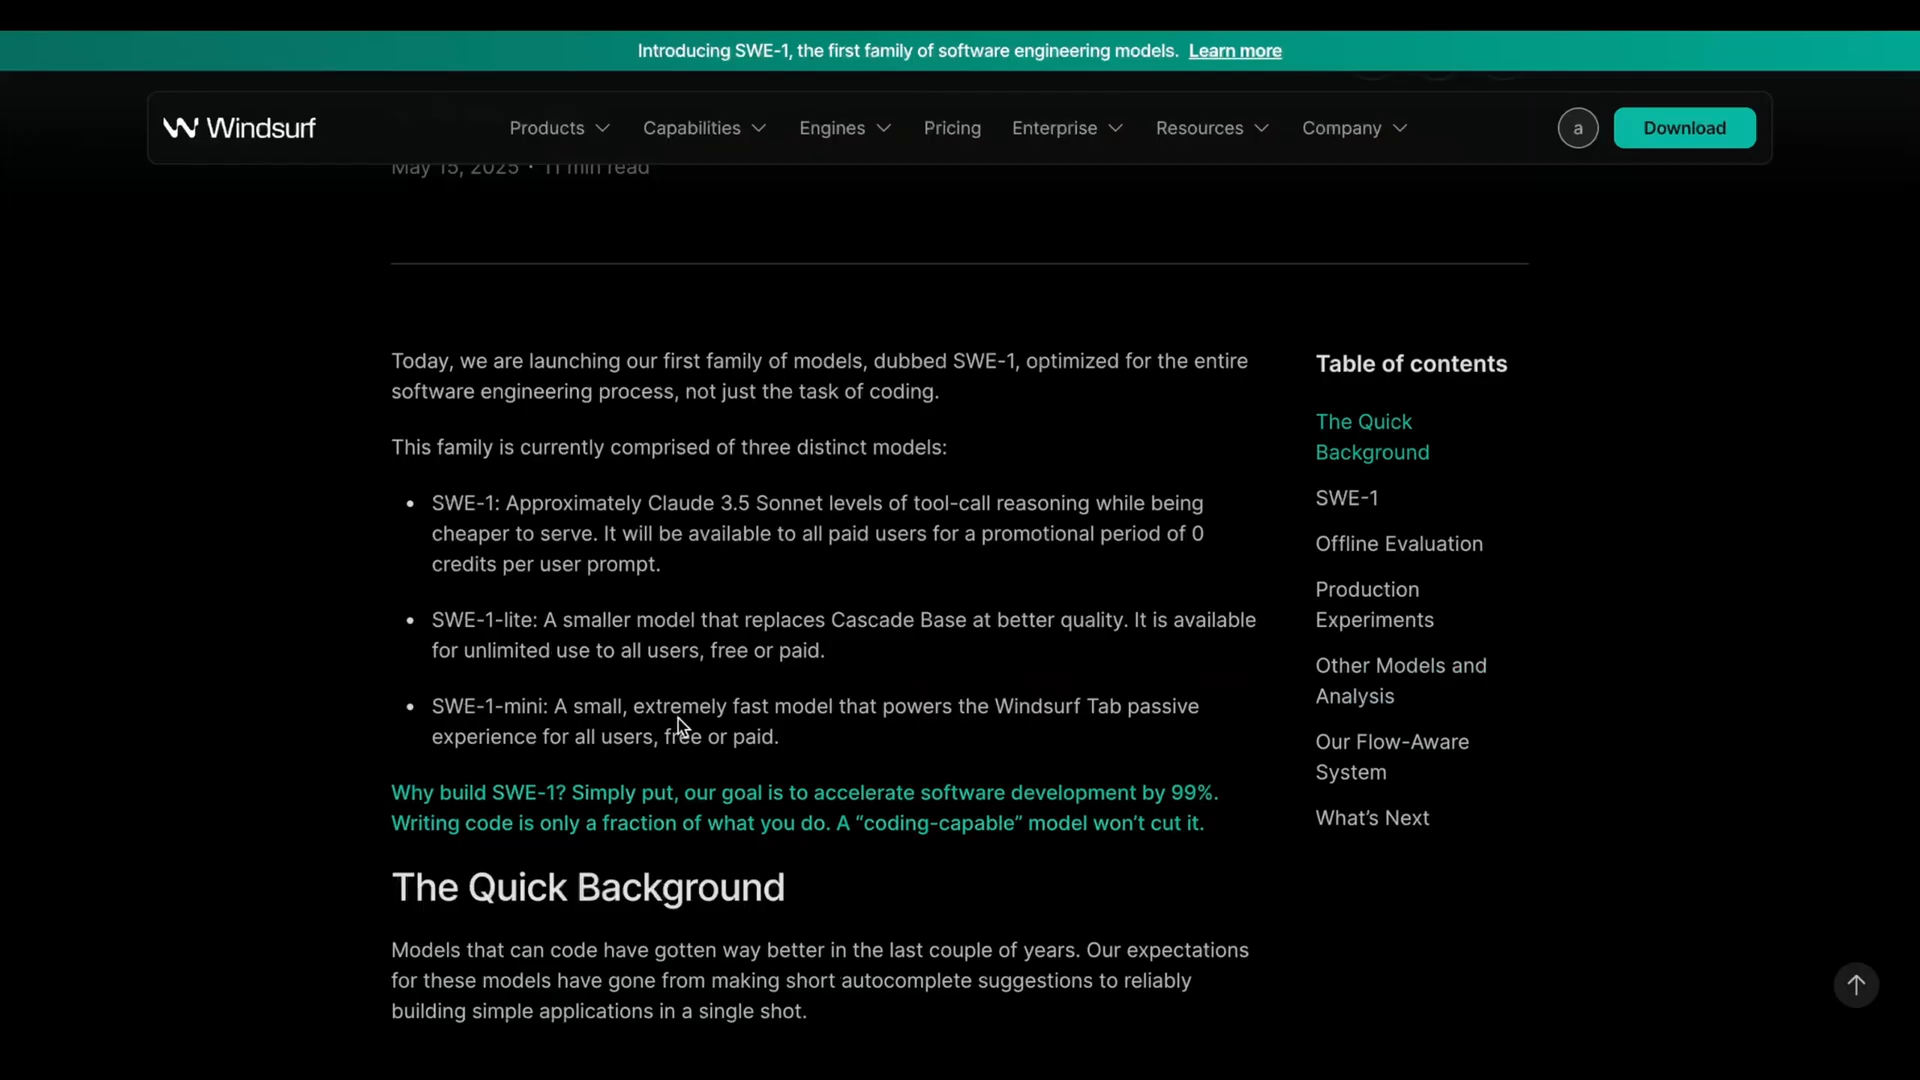 Introducing SWE-1, the first family of software engineering models. Learn more
Windsurf
Products
Capabilities
Engines
Pricing
Enterprise
Resources
Company
a
Download
May 15, 2025 · 11 min read
Today, we are launching our first family of models, dubbed SWE-1, optimized for the entire
software engineering process, not just the task of coding.
This family is currently comprised of three distinct models:
• SWE-1: Approximately Claude 3.5 Sonnet levels of tool-call reasoning while being
cheaper to serve. It will be available to all paid users for a promotional period of 0
credits per user prompt.
• SWE-1-lite: A smaller model that replaces Cascade Base at better quality. It is available
for unlimited use to all users, free or paid.
• SWE-1-mini: A small, extremely fast model that powers the Windsurf Tab passive
experience for all users, free or paid.
Why build SWE-1? Simply put, our goal is to accelerate software development by 99%.
Writing code is only a fraction of what you do. A “coding-capable” model won’t cut it.
The Quick Background
Models that can code have gotten way better in the last couple of years. Our expectations
for these models have gone from making short autocomplete suggestions to reliably
building simple applications in a single shot.
Table of contents
The Quick
Background
SWE-1
Offline Evaluation
Production
Experiments
Other Models and
Analysis
Our Flow-Aware
System
What’s Next